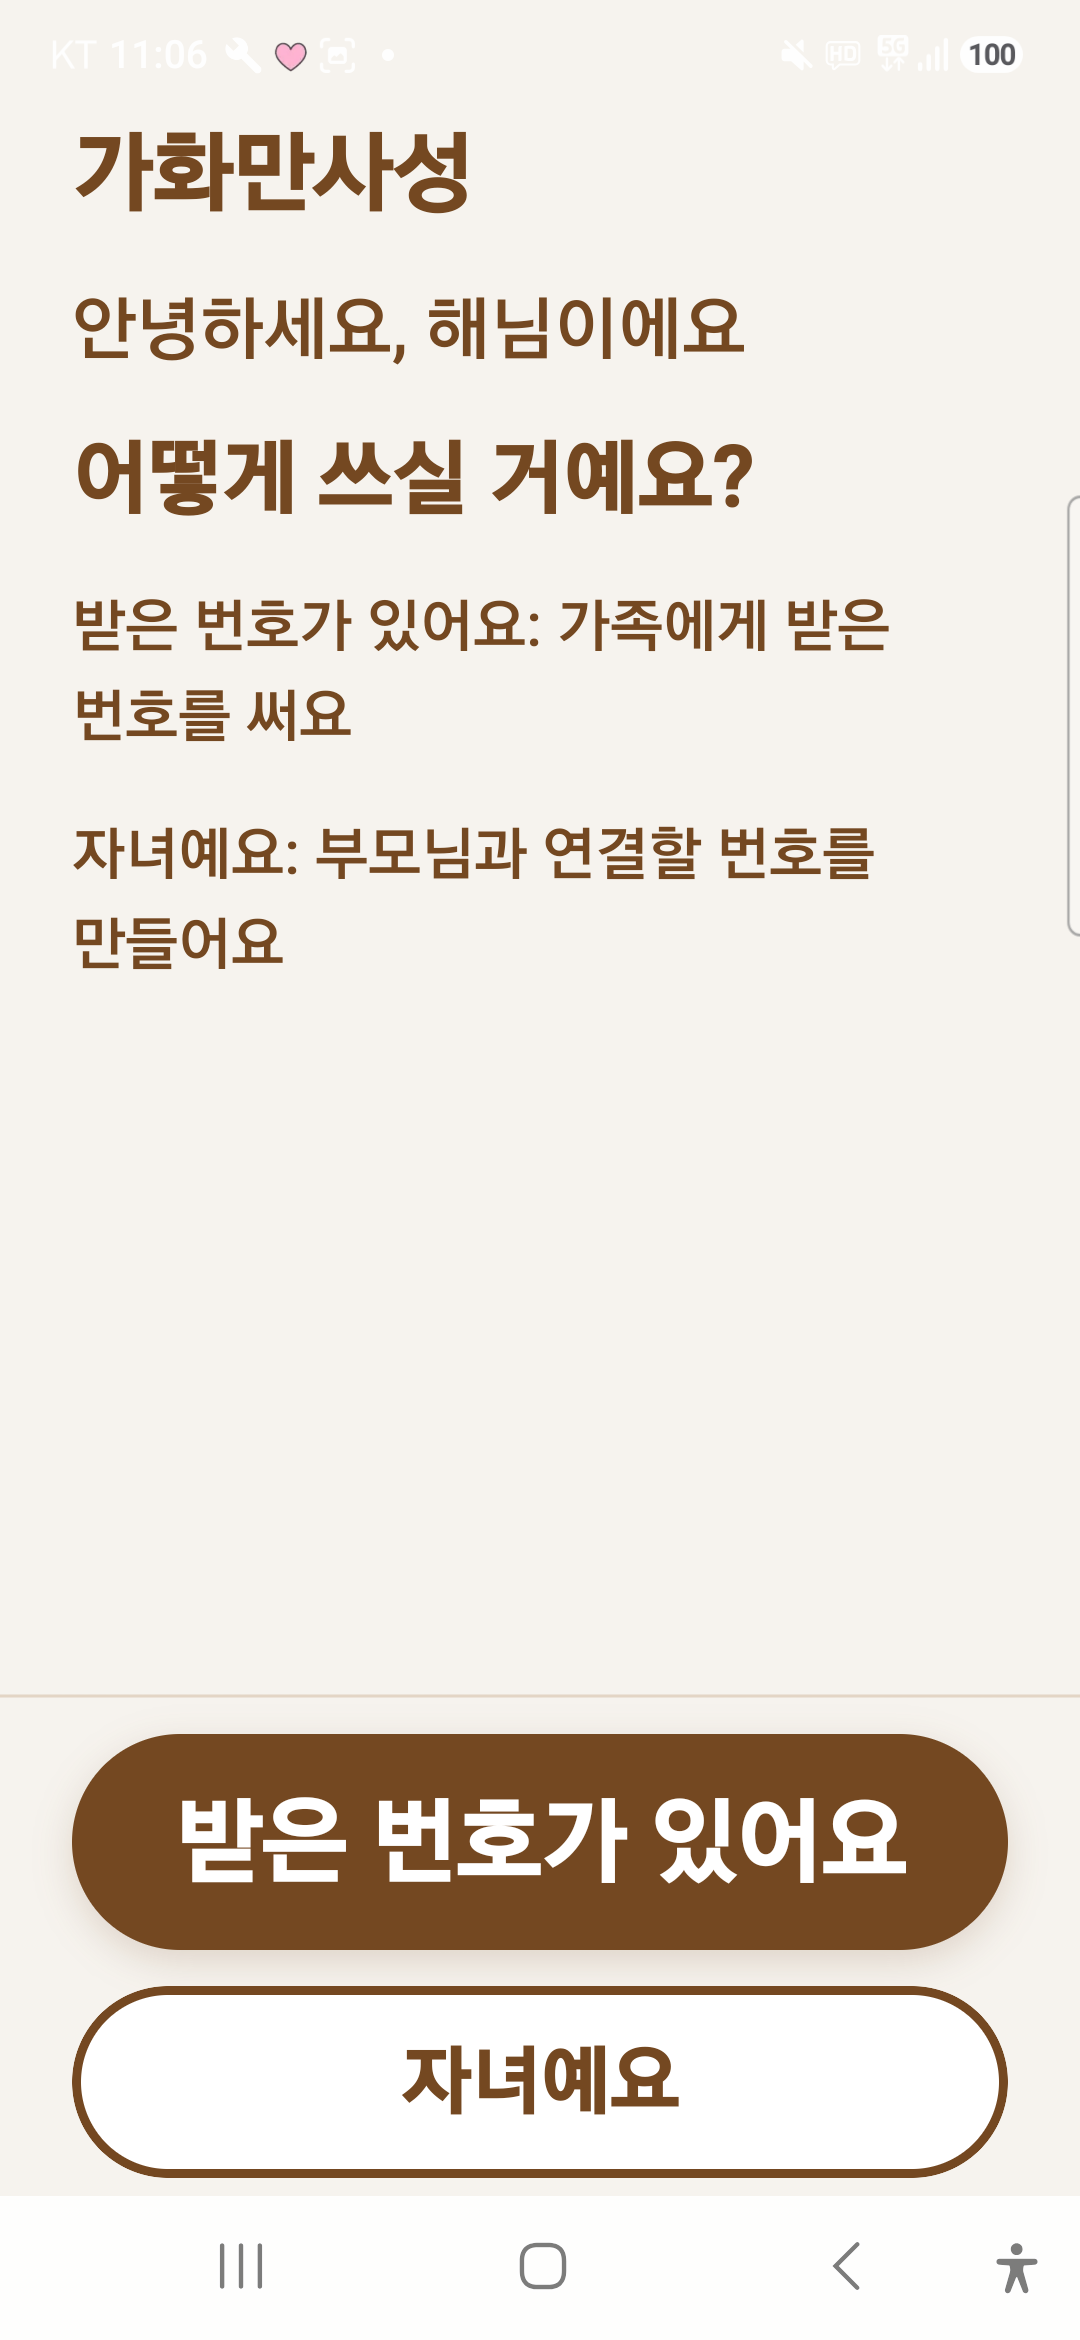 KT 11:06 HD 5G 100
가화만사성
안녕하세요, 해님이에요
어떻게 쓰실 거예요?
받은 번호가 있어요: 가족에게 받은
번호를 써요
자녀예요: 부모님과 연결할 번호를
만들어요
받은 번호가 있어요
자녀예요